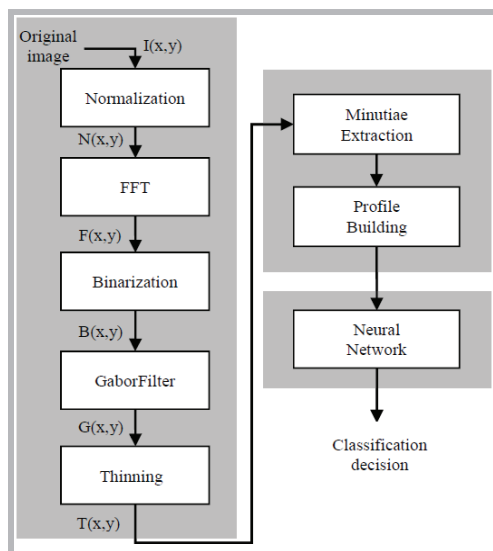 Original
image
I(x,y)
Normalization
N(x,y)
FFT
F(x,y)
Binarization
B(x,y)
GaborFilter
G(x,y)
Thinning
T(x,y)
Minutiae
Extraction
Profile
Building
Neural
Network
Classification
decision